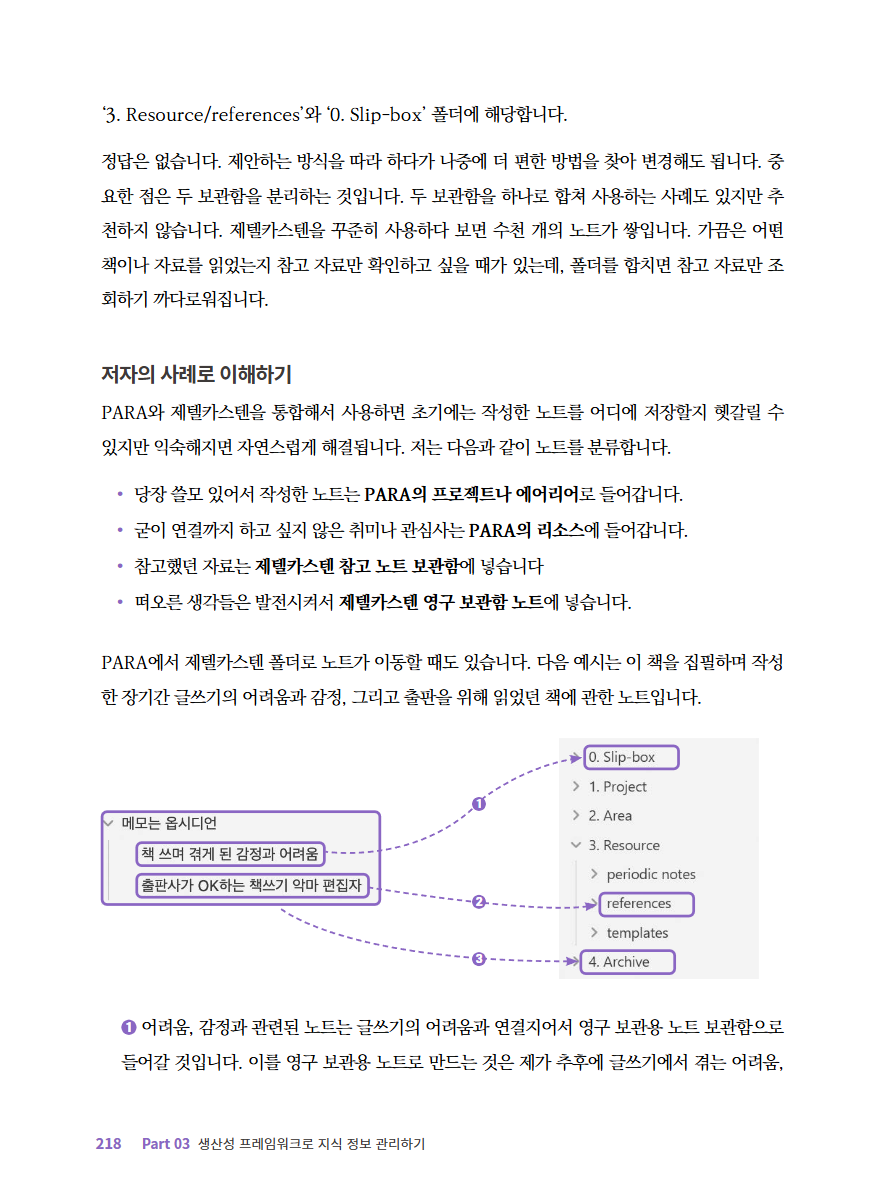 ‘3. Resource/references’와 ‘0. Slip-box’ 폴더에 해당합니다.
정답은 없습니다. 제안하는 방식을 따라 하다가 나중에 더 편한 방법을 찾아 변경해도 됩니다. 중
요한 점은 두 보관함을 분리하는 것입니다. 두 보관함을 하나로 합쳐 사용하는 사례도 있지만 추
천하지 않습니다. 제텔카스텐을 꾸준히 사용하다 보면 수천 개의 노트가 쌓입니다. 가끔은 어떤
책이나 자료를 읽었는지 참고 자료만 확인하고 싶을 때가 있는데, 폴더를 합치면 참고 자료만 조
회하기 까다로워집니다.
저자의 사례로 이해하기
PARA와 제텔카스텐을 통합해서 사용하면 초기에는 작성한 노트를 어디에 저장할지 헷갈릴 수
있지만 익숙해지면 자연스럽게 해결됩니다. 저는 다음과 같이 노트를 분류합니다.
• 당장 쓸모 있어서 작성한 노트는 PARA의 프로젝트나 에어리어로 들어갑니다.
• 굳이 연결까지 하고 싶지 않은 취미나 관심사는 PARA의 리소스에 들어갑니다.
• 참고했던 자료는 제텔카스텐 참고 노트 보관함에 넣습니다
• 떠오른 생각들은 발전시켜서 제텔카스텐 영구 보관함 노트에 넣습니다.
PARA에서 제텔카스텐 폴더로 노트가 이동할 때도 있습니다. 다음 예시는 이 책을 집필하며 작성
한 장기간 글쓰기의 어려움과 감정, 그리고 출판을 위해 읽었던 책에 관한 노트입니다.
메모는 옵시디언
책 쓰며 겪게 된 감정과 어려움
출판사가 OK하는 책쓰기 악마 편집자
❶
❷
❸
0. Slip-box
1. Project
2. Area
3. Resource
periodic notes
references
templates
4. Archive
❶ 어려움, 감정과 관련된 노트는 글쓰기의 어려움과 연결지어서 영구 보관용 노트 보관함으로
들어갈 것입니다. 이를 영구 보관용 노트로 만드는 것은 제가 추후에 글쓰기에서 겪는 어려움,
218 Part 03 생산성 프레임워크로 지식 정보 관리하기